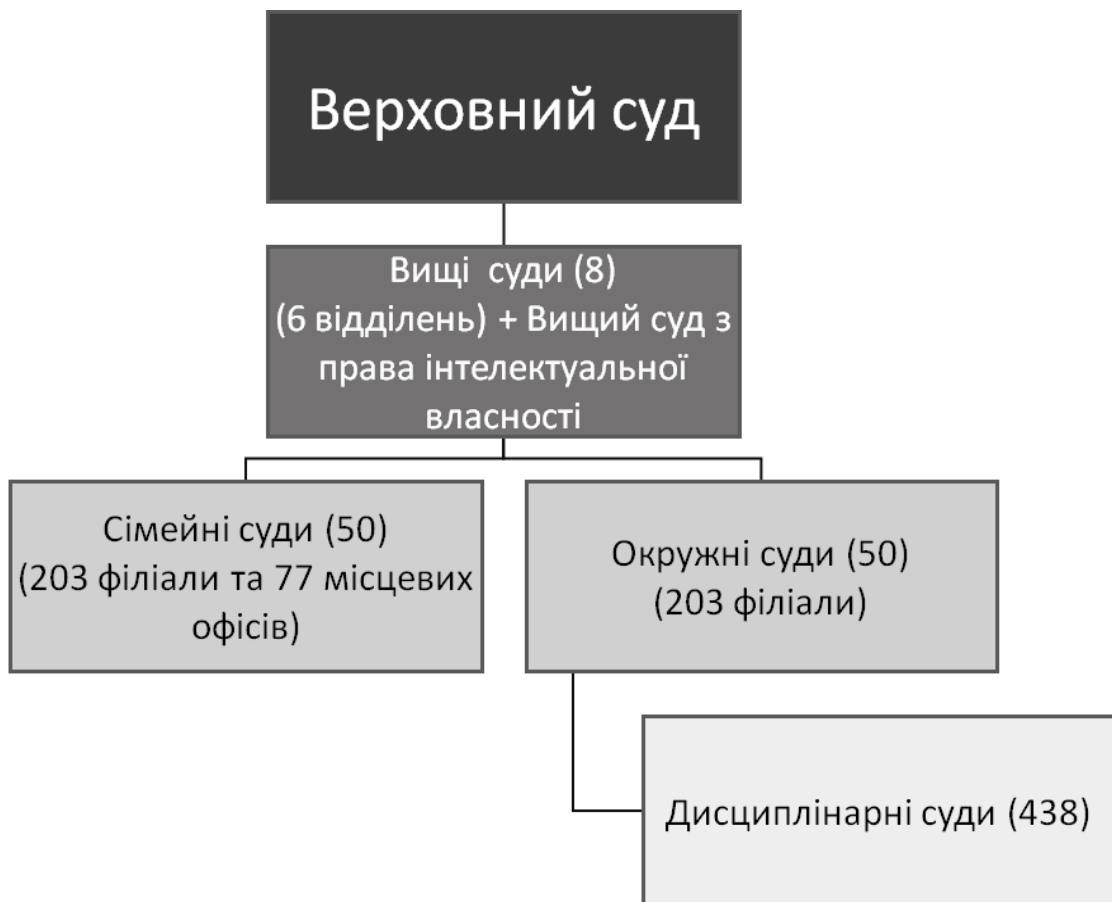 Верховний суд
Вищі суди (8)
(6 відділень) + Вищий суд з
права інтелектуальної
власності
Сімейні суди (50)
(203 філіали та 77 місцевих
офісів)
Окружні суди (50)
(203 філіали)
Дисциплінарні суди (438)